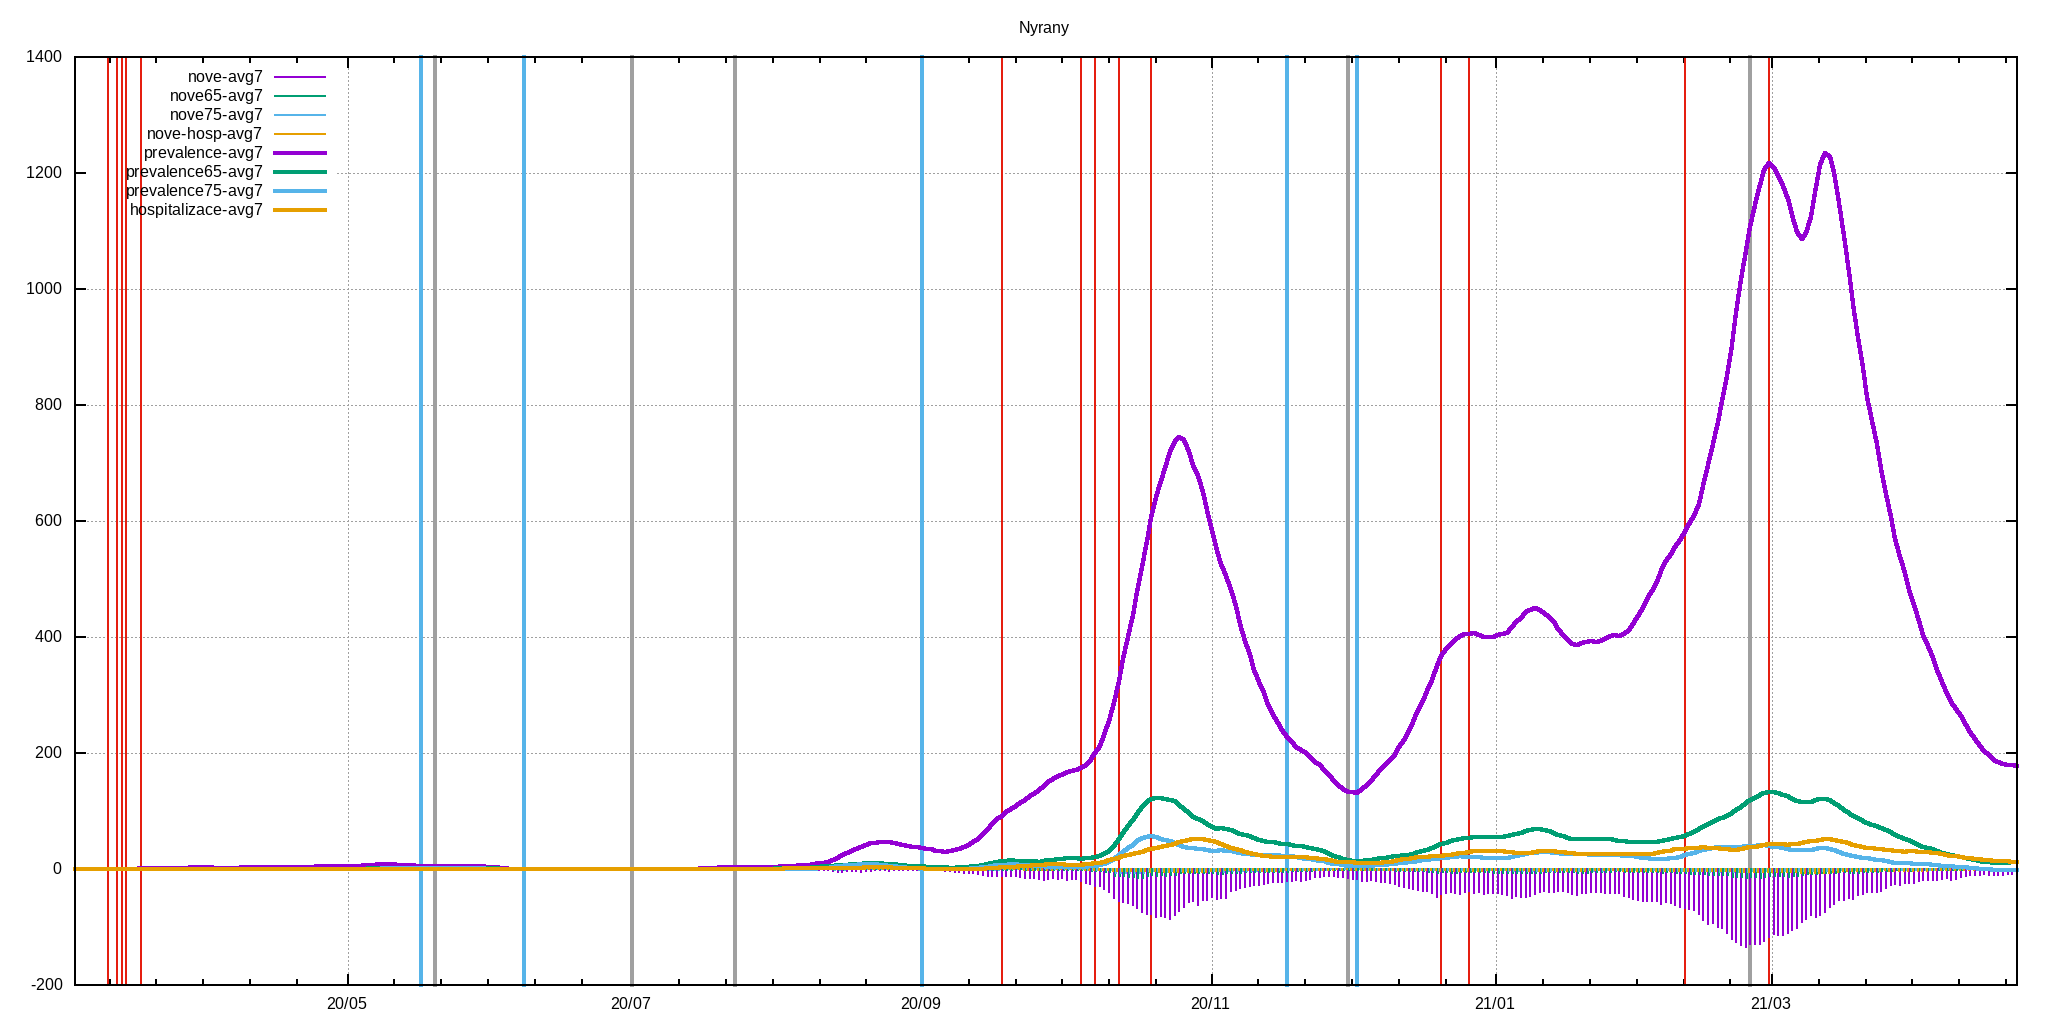 Nyrany
1400
1200
1000
800
600
400
200
0
-200
nove-avg7
nove65-avg7
nove75-avg7
nove-hosp-avg7
prevalence-avg7
prevalence65-avg7
prevalence75-avg7
hospitalizace-avg7
20/05 20/07 20/09 20/11 21/01 21/03